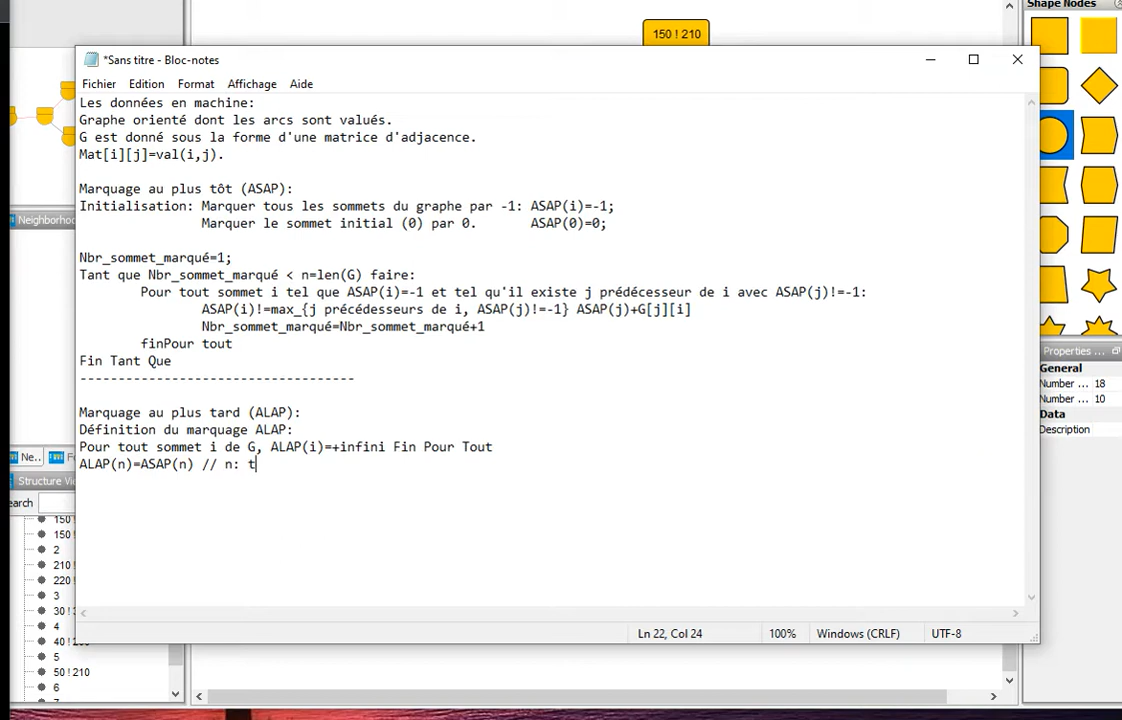 Shape Nodes
150 ! 210
*Sans titre - Bloc-notes
Fichier Edition Format Affichage Aide
Les données en machine:
Graphe orienté dont les arcs sont valués.
G est donné sous la forme d'une matrice d'adjacence.
Mat[i][j]=val(i,j).
Marquage au plus tôt (ASAP):
Initialisation: Marquer tous les sommets du graphe par -1: ASAP(i)=-1;
Marquer le sommet initial (0) par 0. ASAP(0)=0;
Nbr_sommet_marqué=1;
Tant que Nbr_sommet_marqué < n=len(G) faire:
Pour tout sommet i tel que ASAP(i)=-1 et tel qu'il existe j prédécesseur de i avec ASAP(j)!=-1:
ASAP(i)!=max_{j précédesseurs de i, ASAP(j)!=-1} ASAP(j)+G[j][i]
Nbr_sommet_marqué=Nbr_sommet_marqué+1
finPour tout
Fin Tant Que
------------------------------------
Marquage au plus tard (ALAP):
Définition du marquage ALAP:
Pour tout sommet i de G, ALAP(i)=+infini Fin Pour Tout
ALAP(n)=ASAP(n) // n: t
Ln 22, Col 24 100% Windows (CRLF) UTF-8
Neighborho
Ne...
Structure Vi
earch
150 !
150 !
2
210 !
220 !
3
30 !
4
40 !
5
50 ! 210
6
Properties ...
General
Number ... 18
Number ... 10
Data
Description